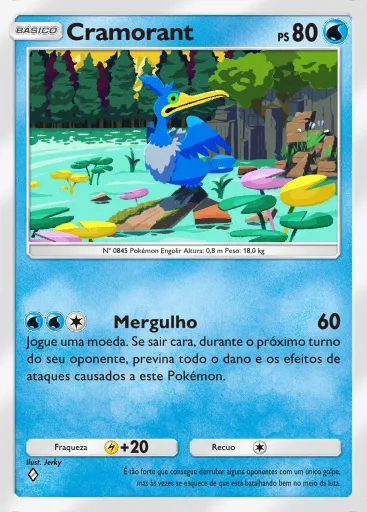 BÁSICO Cramorant PS 80
N° 0845 Pokémon Engolir Altura: 0,8 m Peso: 18,0 kg
Mergulho 60
Jogue uma moeda. Se sair cara, durante o próximo turno
do seu oponente, previna todo o dano e os efeitos de
ataques causados a este Pokémon.
Fraqueza +20 Recuo
Ilust. Jerky
É tão forte que consegue derrubar alguns oponentes com um único golpe,
mas às vezes se esquece de que está batalhando bem no meio da luta.